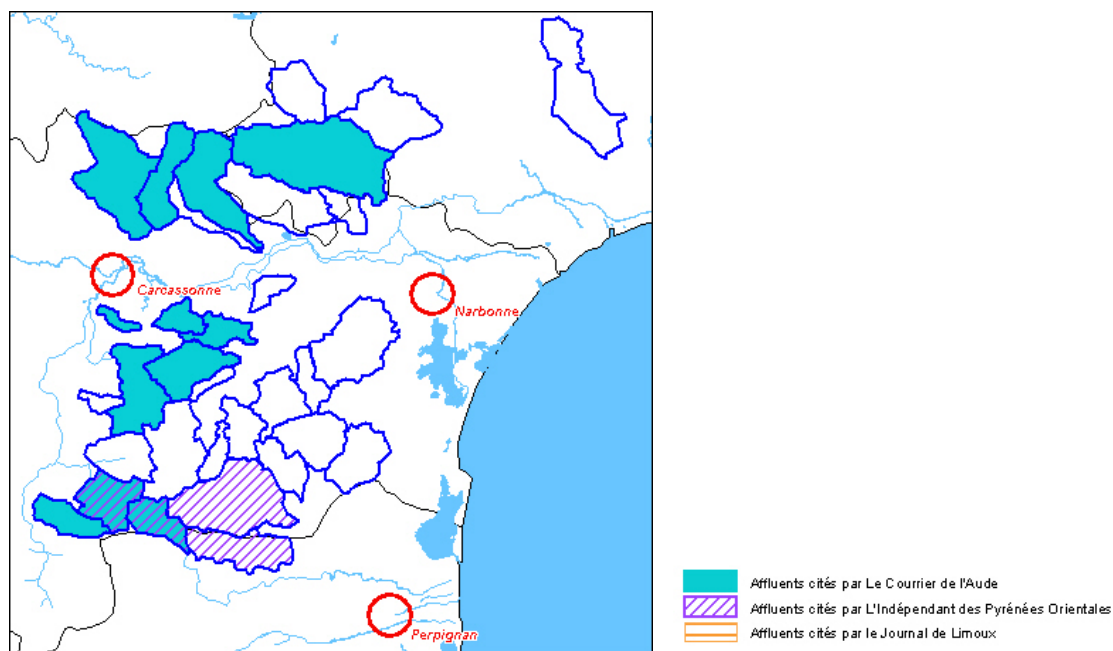 Carcassonne
Narbonne
Perpignan
Affluents cités par Le Courrier de l'Aude
Affluents cités par L'Indépendant des Pyrénées Orientales
Affluents cités par le Journal de Limoux